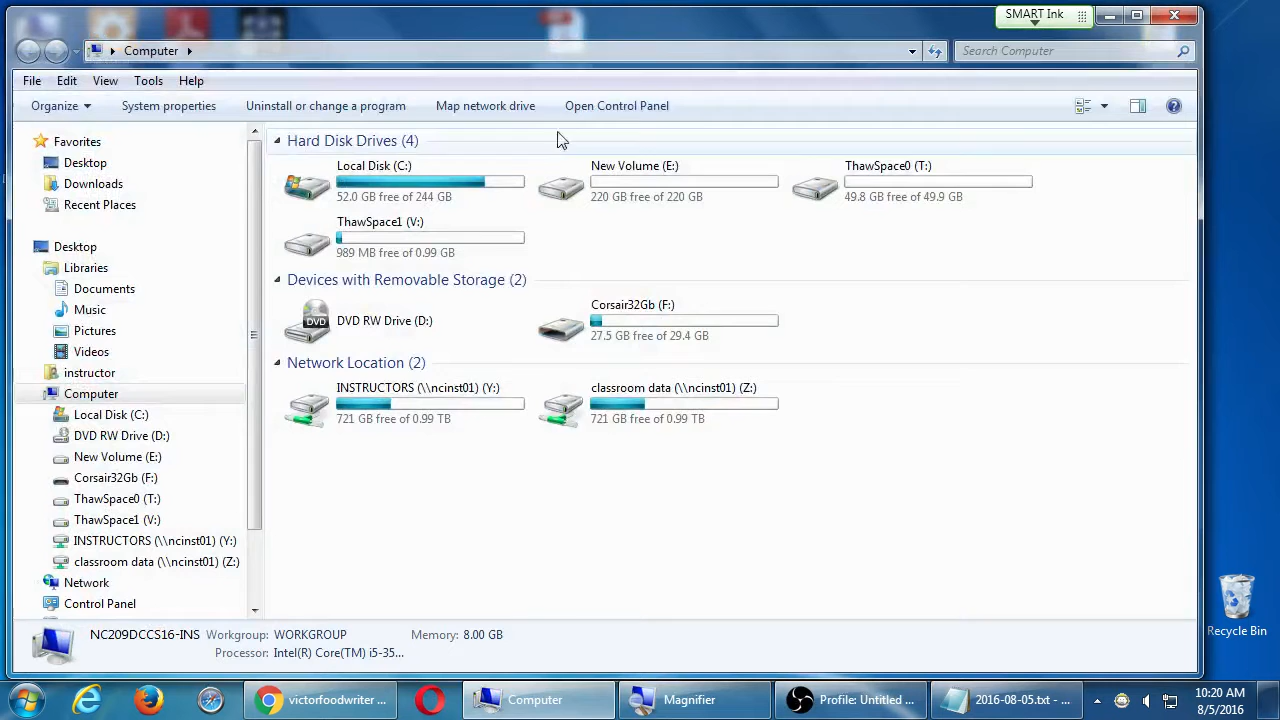 SMART Ink
Computer
Search Computer
File Edit View Tools Help
Organize System properties Uninstall or change a program Map network drive Open Control Panel
Favorites
Desktop
Downloads
Recent Places
Desktop
Libraries
Documents
Music
Pictures
Videos
instructor
Computer
Local Disk (C:)
DVD RW Drive (D:)
New Volume (E:)
Corsair32Gb (F:)
ThawSpace0 (T:)
ThawSpace1 (V:)
INSTRUCTORS (\\ncinst01) (Y:)
classroom data (\\ncinst01) (Z:)
Network
Control Panel
Hard Disk Drives (4)
Local Disk (C:)
52.0 GB free of 244 GB
New Volume (E:)
220 GB free of 220 GB
ThawSpace0 (T:)
49.8 GB free of 49.9 GB
ThawSpace1 (V:)
989 MB free of 0.99 GB
Devices with Removable Storage (2)
DVD
DVD RW Drive (D:)
Corsair32Gb (F:)
27.5 GB free of 29.4 GB
Network Location (2)
INSTRUCTORS (\\ncinst01) (Y:)
721 GB free of 0.99 TB
classroom data (\\ncinst01) (Z:)
721 GB free of 0.99 TB
NC209DCCS16-INS Workgroup: WORKGROUP Memory: 8.00 GB
Processor: Intel(R) Core(TM) i5-35...
Recycle Bin
victorfoodwriter ...
Computer
Magnifier
Profile: Untitled ...
2016-08-05.txt - ...
10:20 AM
8/5/2016